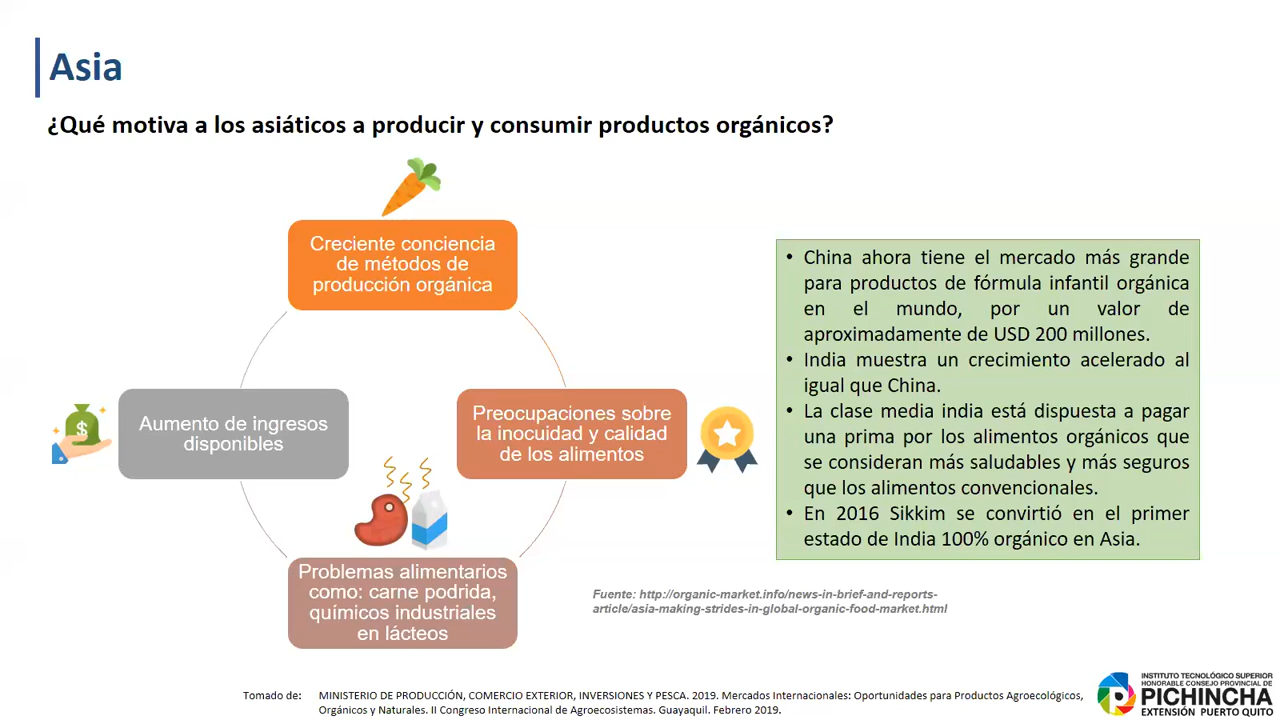 Asia
¿Qué motiva a los asiáticos a producir y consumir productos orgánicos?
Creciente conciencia
de métodos de
producción orgánica
Aumento de ingresos
disponibles
$
Preocupaciones sobre
la inocuidad y calidad
de los alimentos
Problemas alimentarios
como: carne podrida,
químicos industriales
en lácteos
• China ahora tiene el mercado más grande
para productos de fórmula infantil orgánica
en el mundo, por un valor de
aproximadamente de USD 200 millones.
• India muestra un crecimiento acelerado al
igual que China.
• La clase media india está dispuesta a pagar
una prima por los alimentos orgánicos que
se consideran más saludables y más seguros
que los alimentos convencionales.
• En 2016 Sikkim se convirtió en el primer
estado de India 100% orgánico en Asia.
Fuente: http://organic-market.info/news-in-brief-and-reports-
article/asia-making-strides-in-global-organic-food-market.html
Tomado de: MINISTERIO DE PRODUCCIÓN, COMERCIO EXTERIOR, INVERSIONES Y PESCA. 2019. Mercados Internacionales: Oportunidades para Productos Agroecológicos,
Orgánicos y Naturales. II Congreso Internacional de Agroecosistemas. Guayaquil. Febrero 2019.
INSTITUTO TECNOLÓGICO SUPERIOR
HONORABLE CONSEJO PROVINCIAL DE
PICHINCHA
EXTENSIÓN PUERTO QUITO